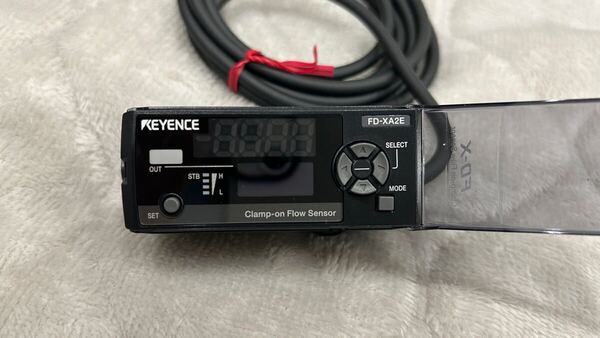 KEYENCE
FD-XA2E
OUT
SELECT
STB
H
L
MODE
SET
Clamp-on Flow Sensor
FD-X